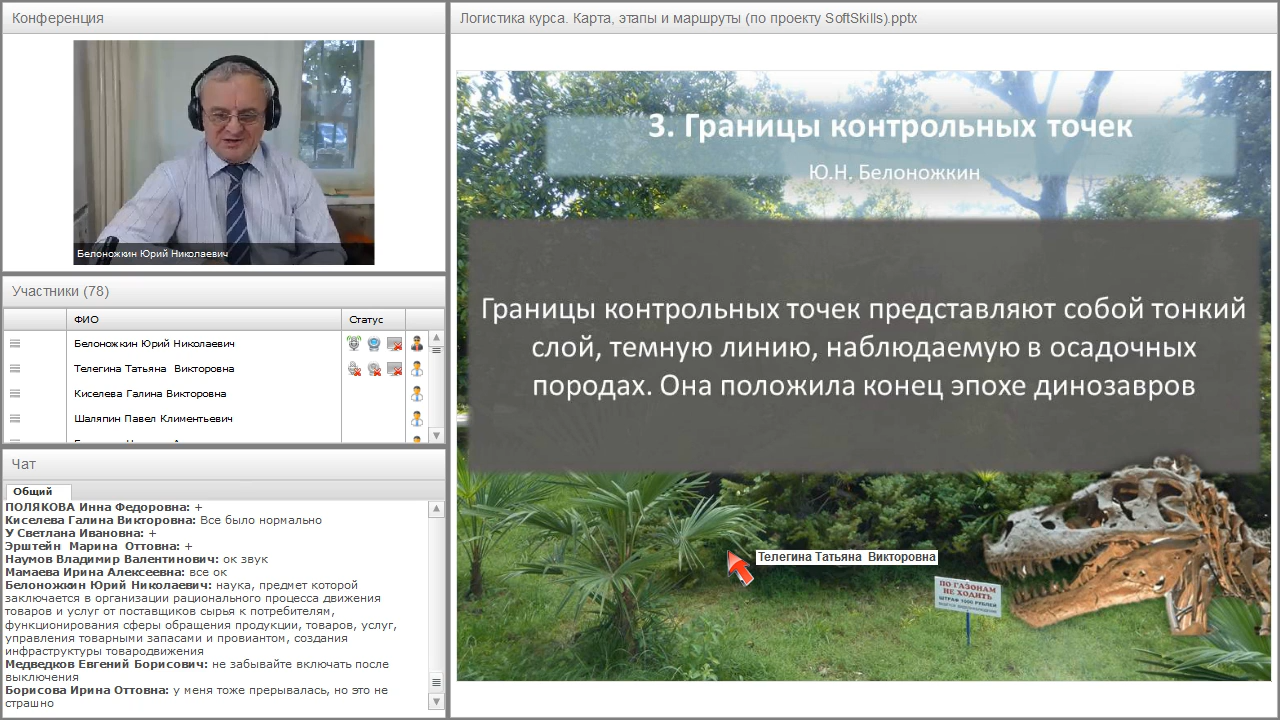 Конференция
Белоножкин Юрий Николаевич
Участники (78)
ФИО
Статус
Белоножкин Юрий Николаевич
Телегина Татьяна Викторовна
Киселева Галина Викторовна
Шаляпин Павел Климентьевич
Чат
Общий
ПОЛЯКОВА Инна Федоровна: +
Киселева Галина Викторовна: Все было нормально
У Светлана Ивановна: +
Эрштейн Марина Оттовна: +
Наумов Владимир Валентинович: ок звук
Мамаева Ирина Алексеевна: все ок
Белоножкин Юрий Николаевич: наука, предмет которой
заключается в организации рационального процесса движения
товаров и услуг от поставщиков сырья к потребителям,
функционирования сферы обращения продукции, товаров, услуг,
управления товарными запасами и провиантом, создания
инфраструктуры товародвижения
Медведков Евгений Борисович: не забывайте включать после
выключения
Борисова Ирина Оттовна: у меня тоже прерывалась, но это не
страшно
Логистика курса. Карта, этапы и маршруты (по проекту SoftSkills).pptx
3. Границы контрольных точек
Ю.Н. Белоножкин
Границы контрольных точек представляют собой тонкий
слой, темную линию, наблюдаемую в осадочных
породах. Она положила конец эпохе динозавров
Телегина Татьяна Викторовна
ПО ГАЗОНАМ
НЕ ХОДИТЬ
ШТРАФ 1000 РУБЛЕЙ